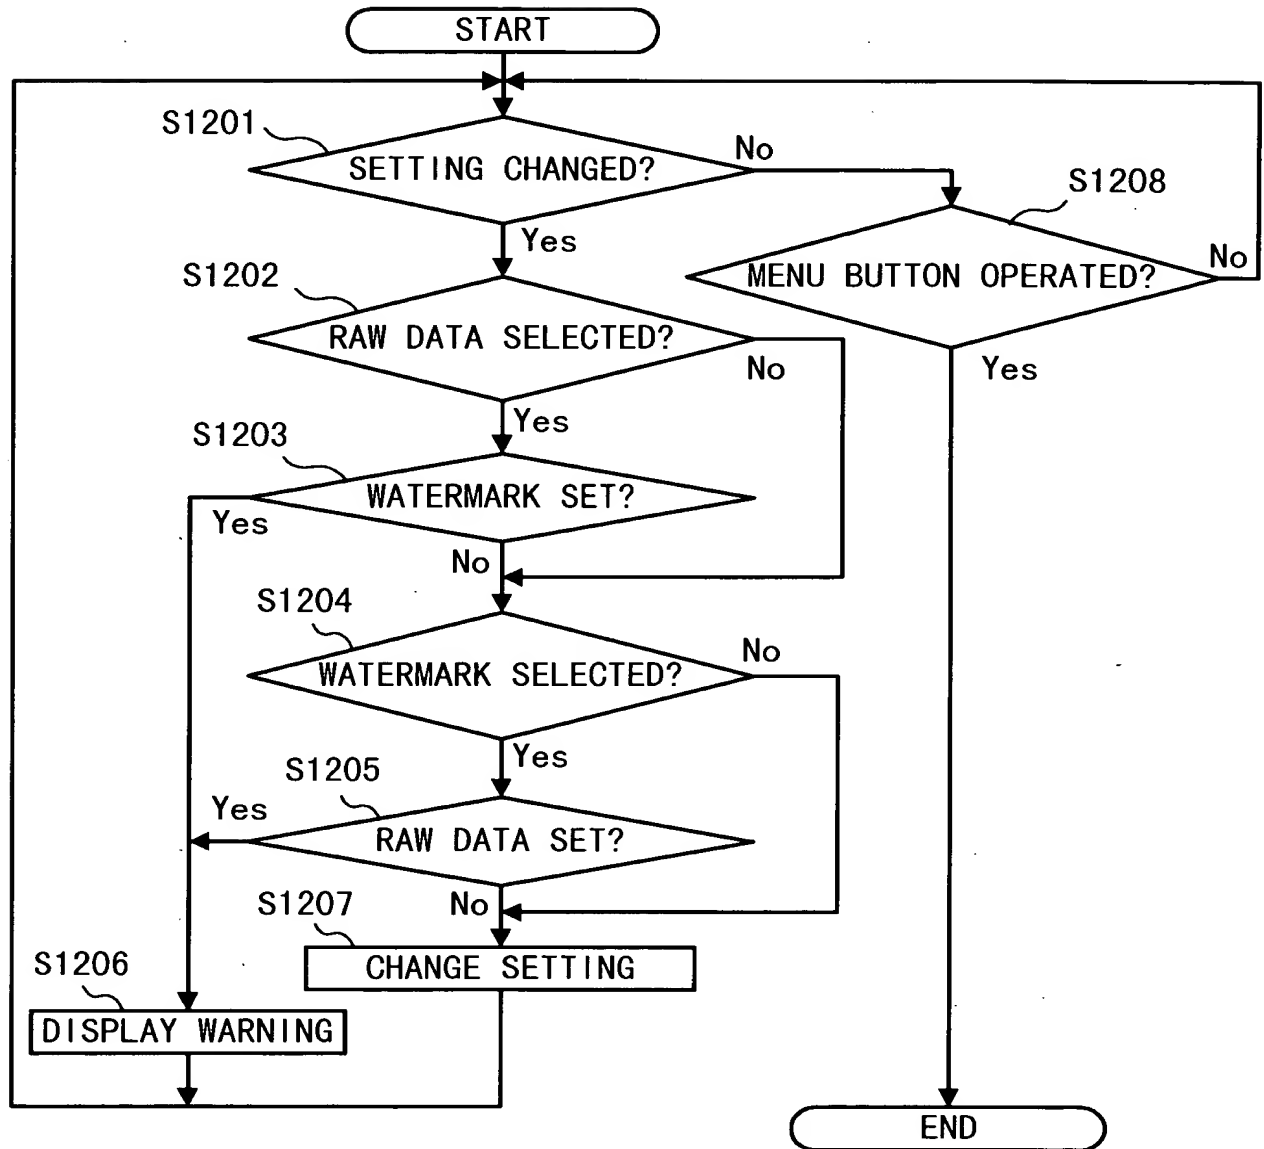 START
S1201
SETTING CHANGED?
No
S1208
Yes
MENU BUTTON OPERATED?
No
S1202
RAW DATA SELECTED?
No
Yes
Yes
S1203
WATERMARK SET?
Yes
No
S1204
WATERMARK SELECTED?
No
Yes
S1205
Yes
RAW DATA SET?
No
S1207
CHANGE SETTING
S1206
DISPLAY WARNING
END